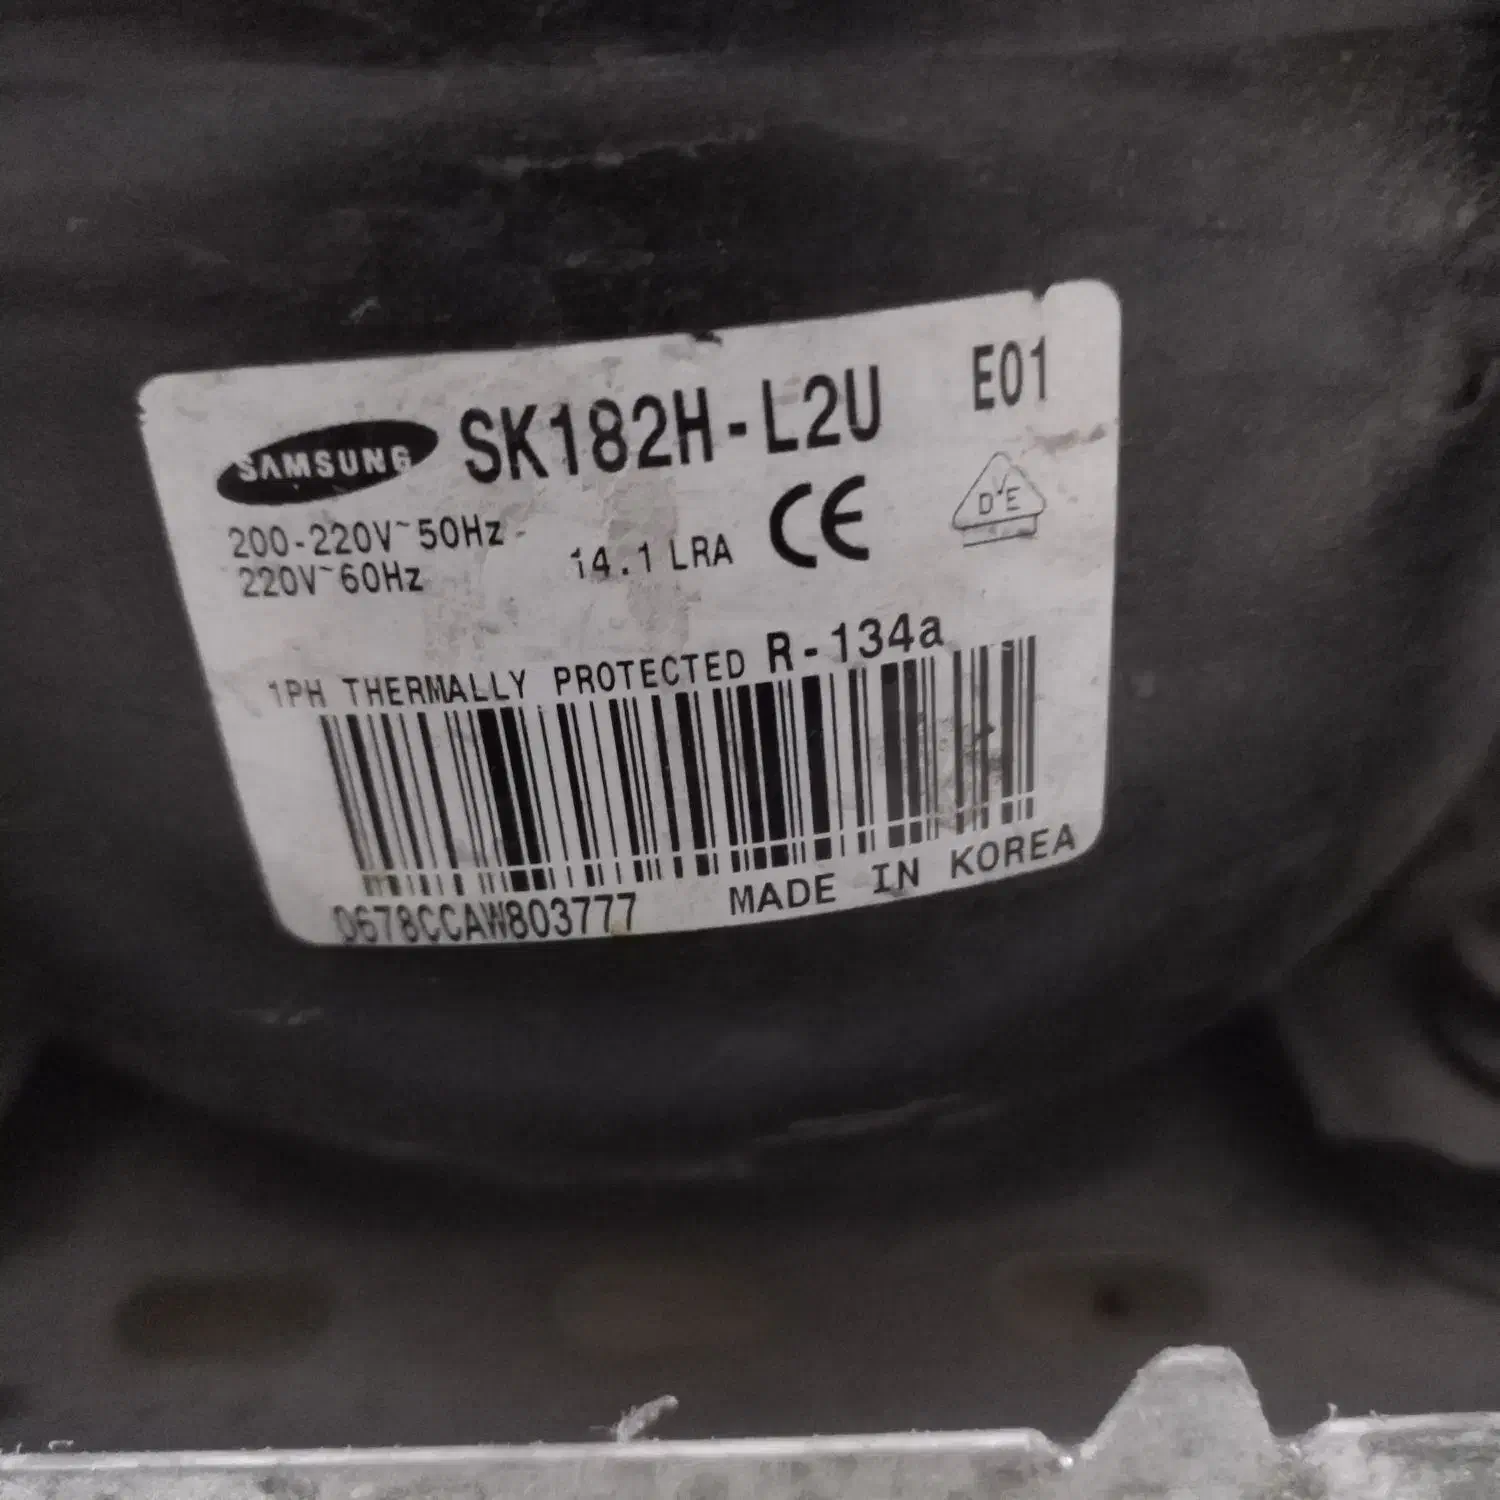 SAMSUNG SK182H-L2U E01
200-220V~50Hz
220V~60Hz
14.1 LRA CE
DVE
1PH THERMALLY PROTECTED R-134a
0678CCAW803777 MADE IN KOREA